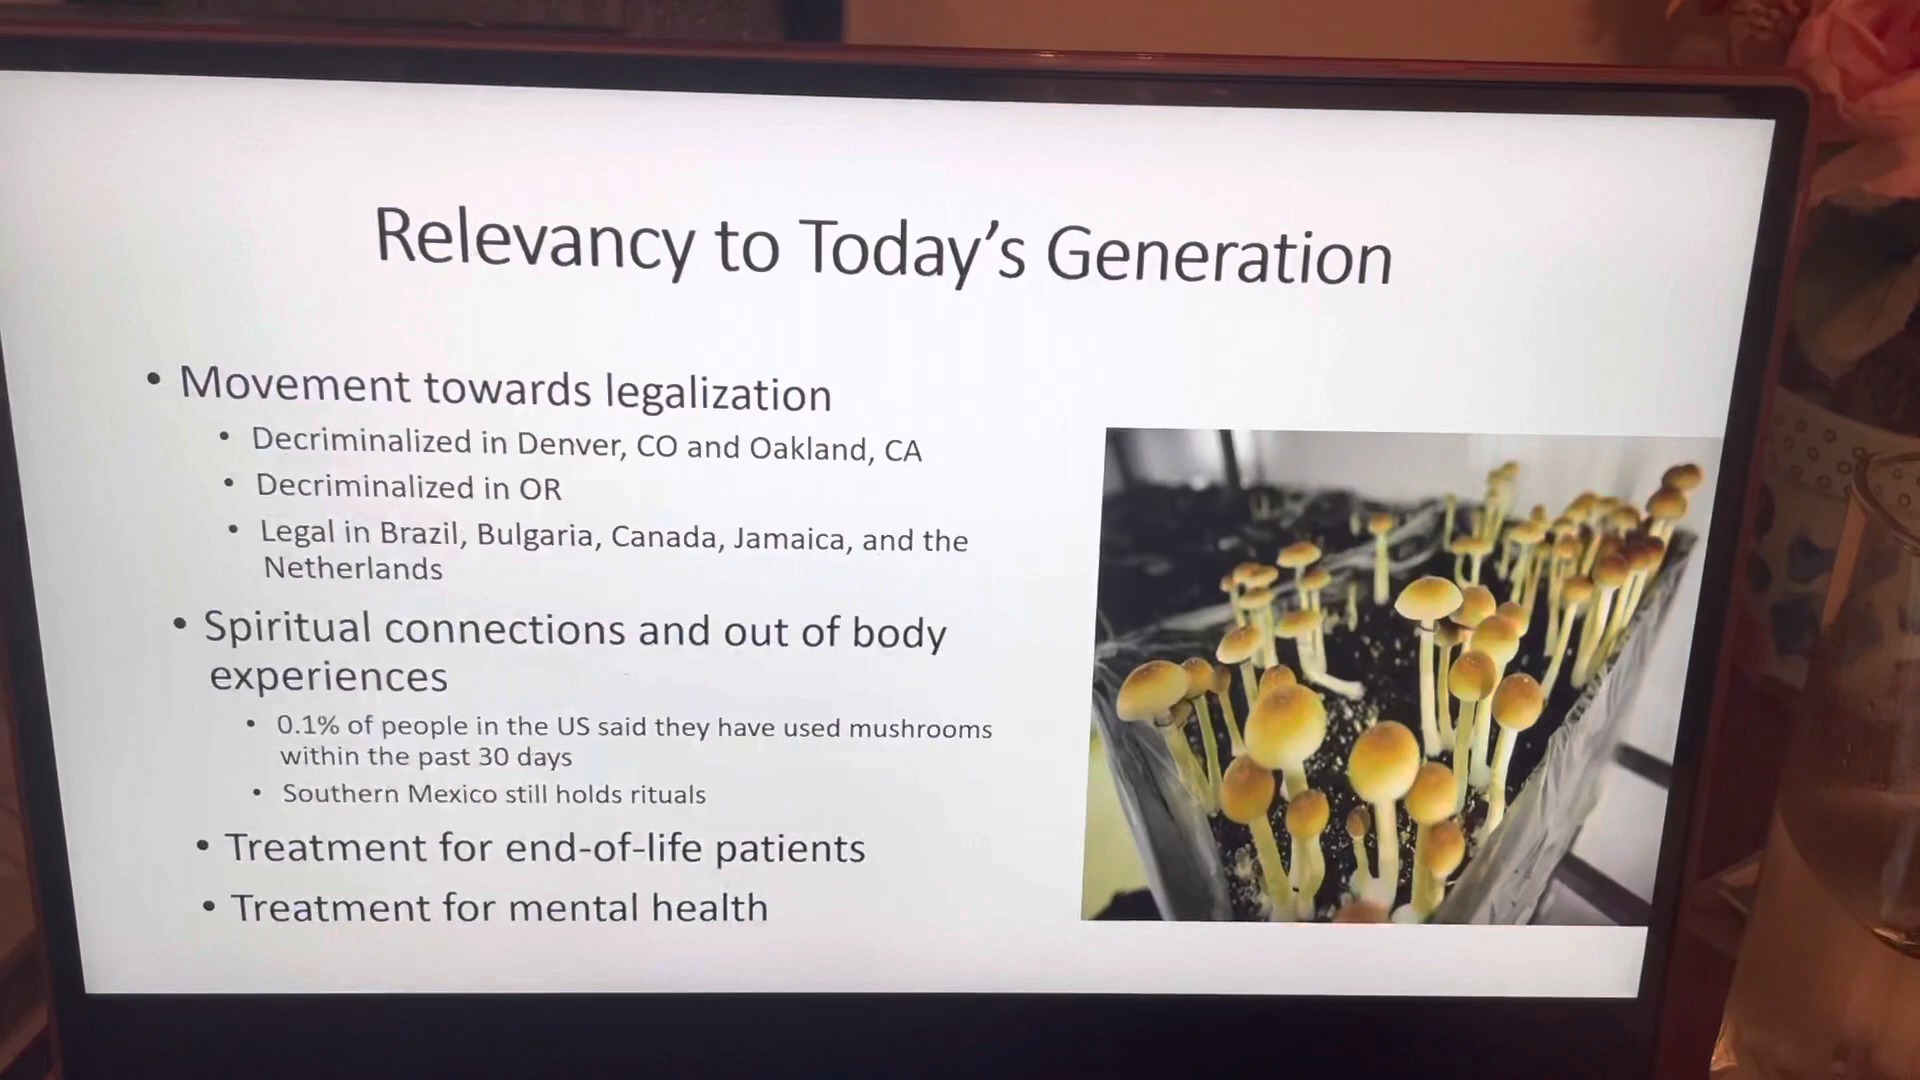 Relevancy to Today's Generation
• Movement towards legalization
• Decriminalized in Denver, CO and Oakland, CA
• Decriminalized in OR
• Legal in Brazil, Bulgaria, Canada, Jamaica, and the
Netherlands
• Spiritual connections and out of body
experiences
• 0.1% of people in the US said they have used mushrooms
within the past 30 days
• Southern Mexico still holds rituals
• Treatment for end-of-life patients
• Treatment for mental health